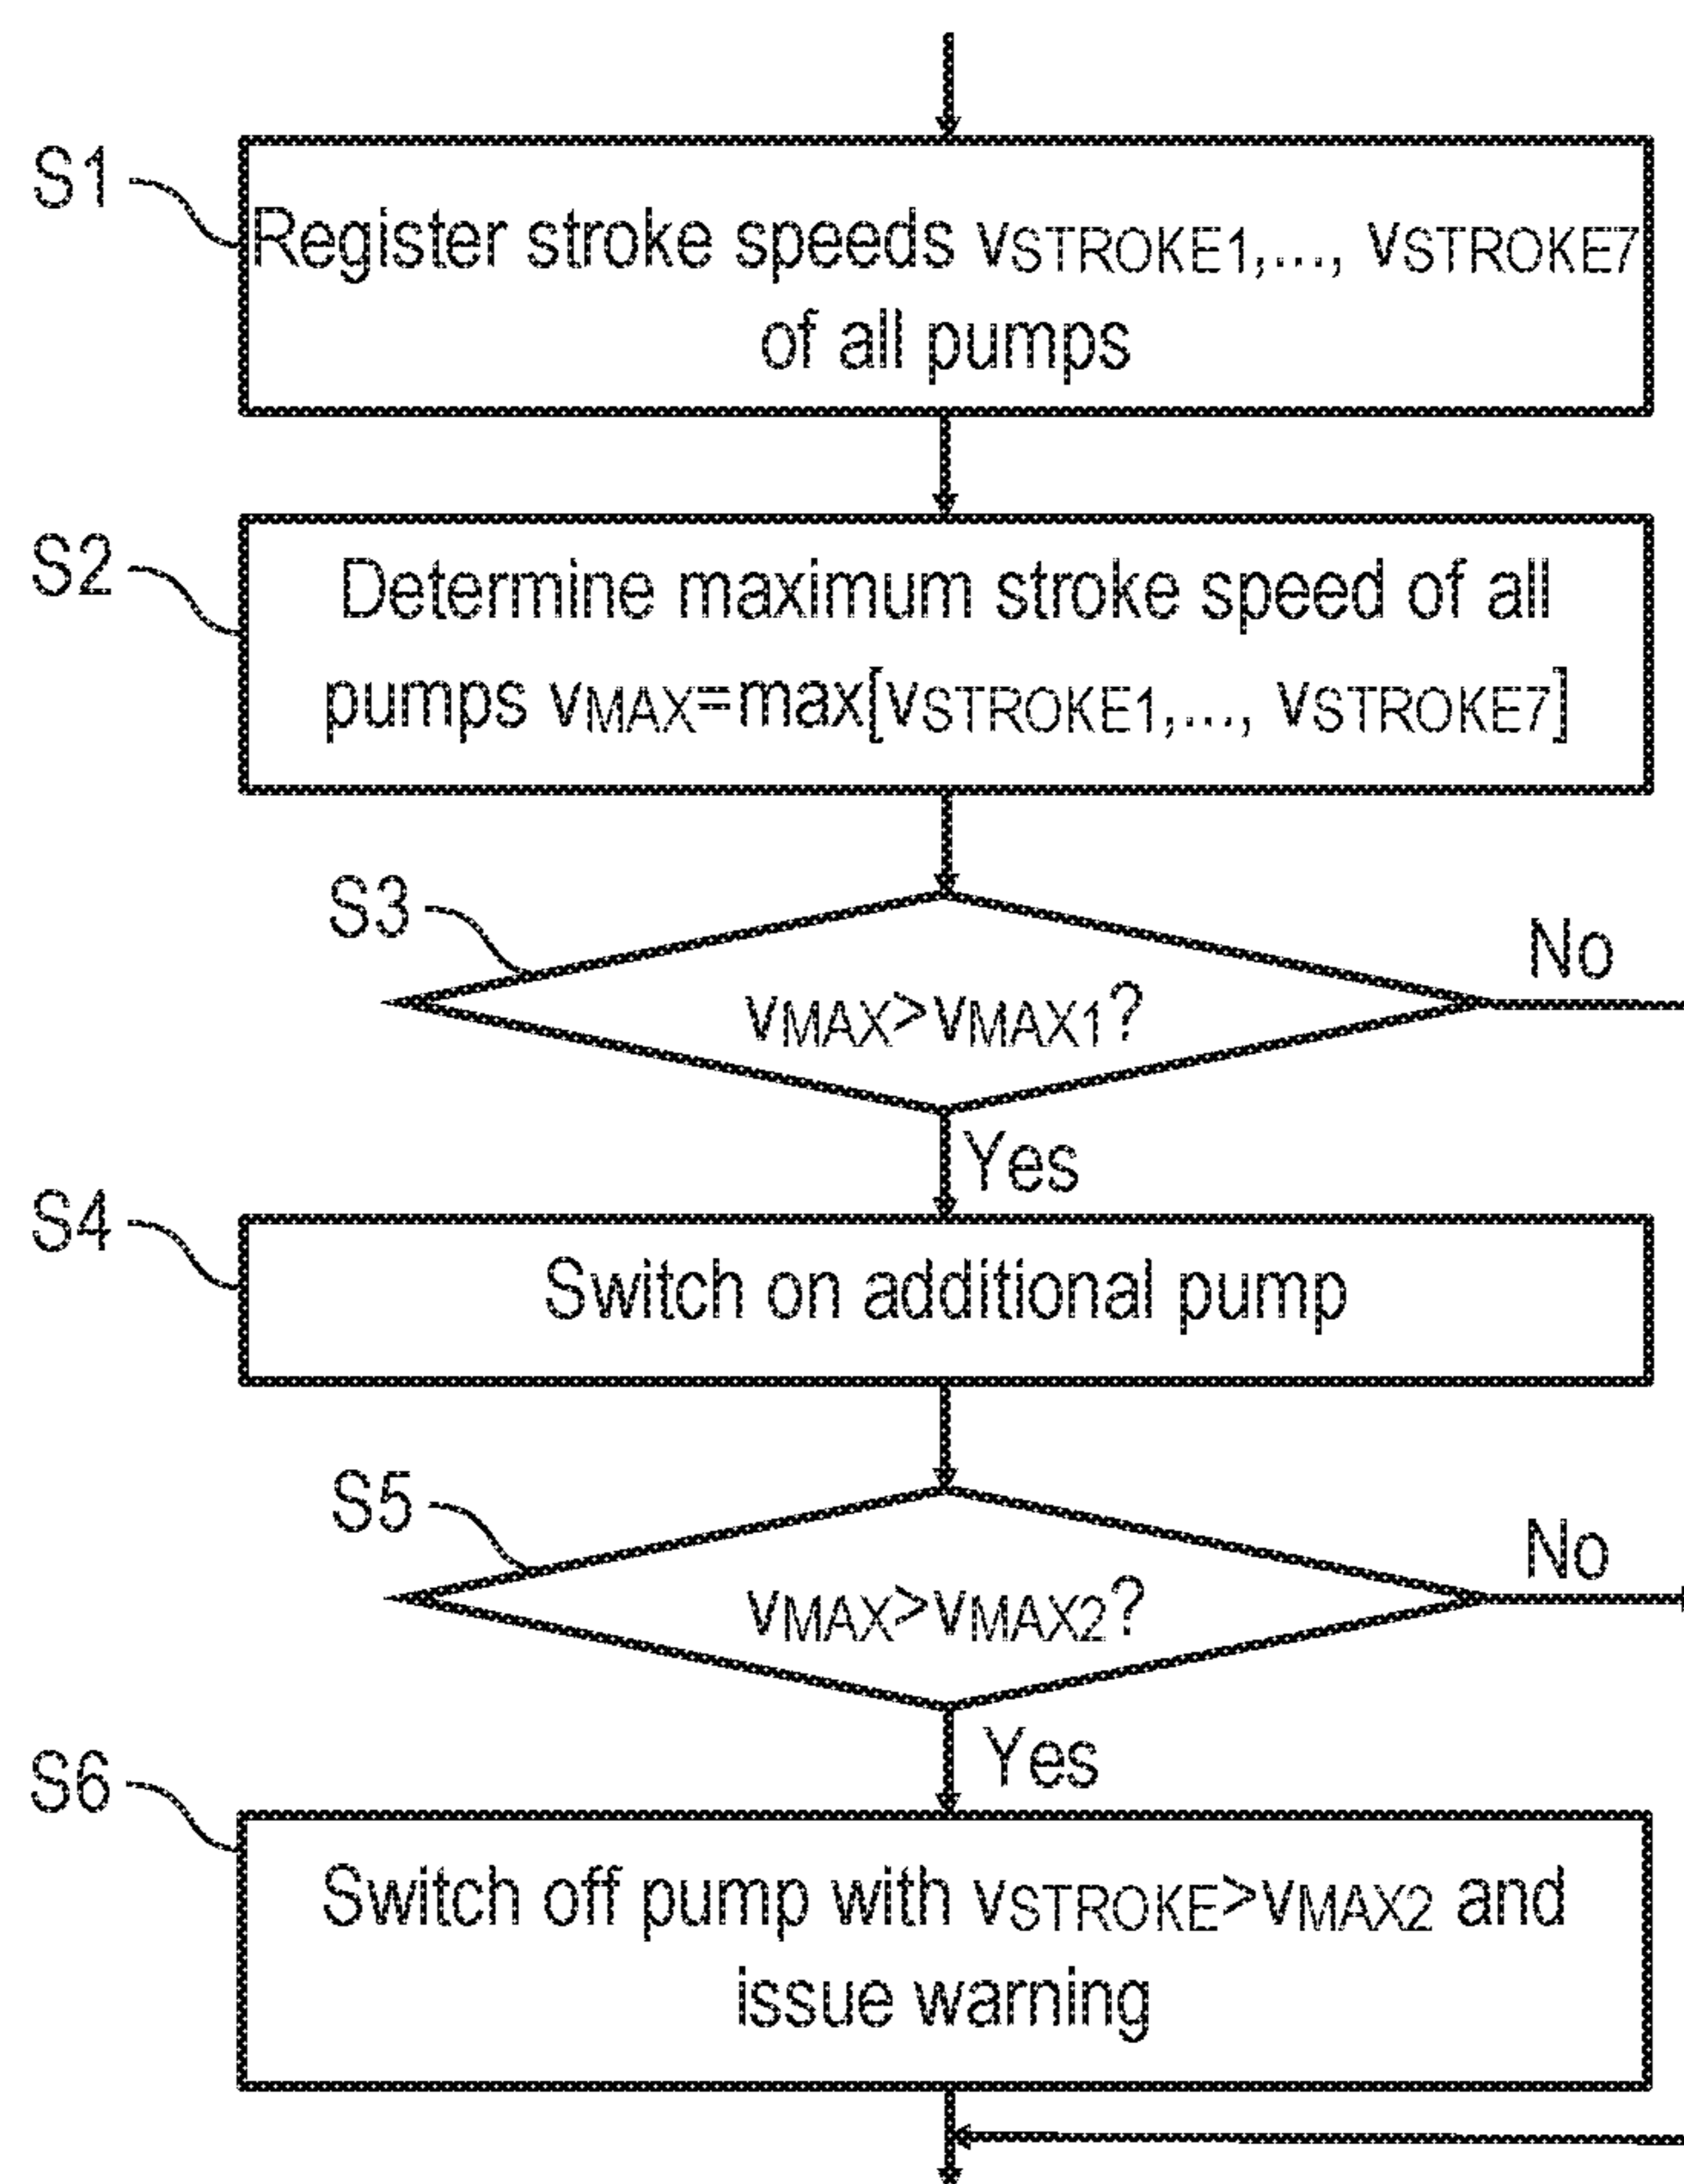 S1
Register stroke speeds vSTROKE1,..., vSTROKE7
of all pumps
S2
Determine maximum stroke speed of all
pumps vMAX=max[vSTROKE1,..., vSTROKE7]
S3
vMAX>vMAX1?
No
Yes
S4
Switch on additional pump
S5
vMAX>vMAX2?
No
Yes
S6
Switch off pump with vSTROKE>vMAX2 and
issue warning